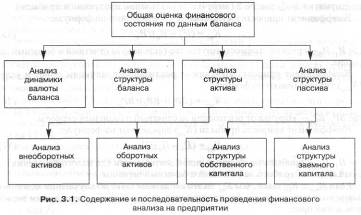 Общая оценка финансового
состояния по данным баланса
Анализ
динамики
валюты
баланса
Анализ
структуры
баланса
Анализ
структуры
актива
Анализ
структуры
пассива
Анализ
внеоборотных
активов
Анализ
оборотных
активов
Анализ
структуры
собственного
капитала
Анализ
структуры
заемного
капитала
Рис. 3.1. Содержание и последовательность проведения финансового
анализа на предприятии